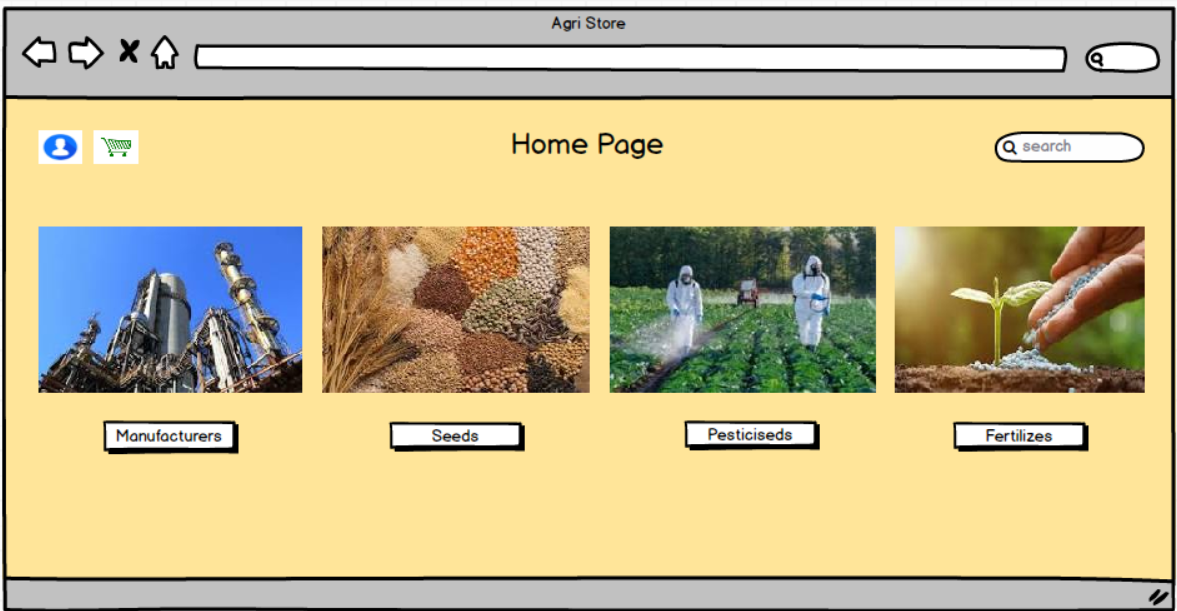 Agri Store
Home Page
search
Manufacturers
Seeds
Pesticiseds
Fertilizes